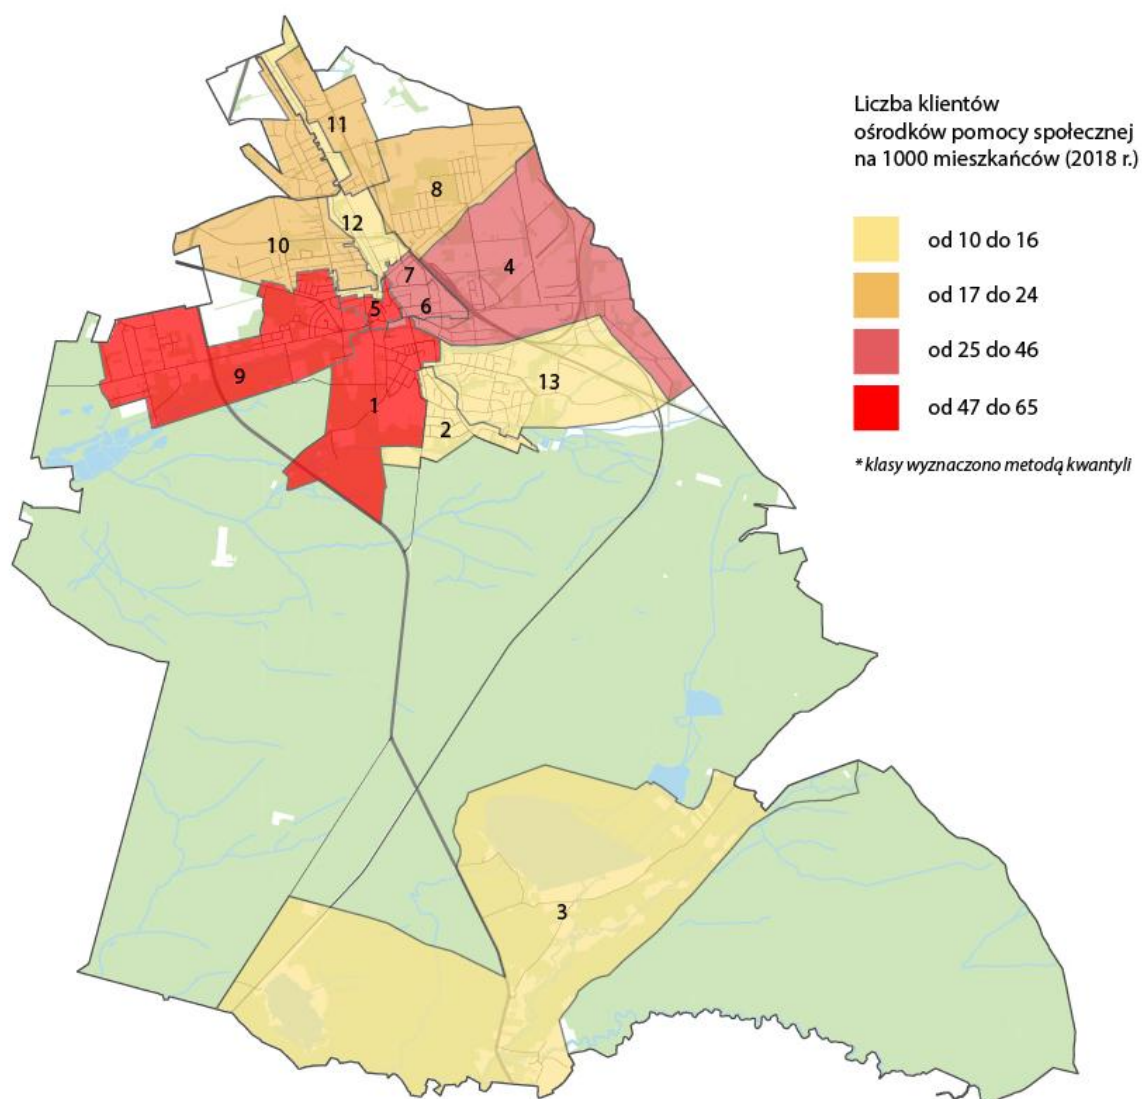 Liczba klientów
ośrodków pomocy społecznej
na 1000 mieszkańców (2018 r.)
od 10 do 16
od 17 do 24
od 25 do 46
od 47 do 65
* klasy wyznaczono metodą kwantyli
11
8
12
10
7
4
5
6
9
13
1
2
3